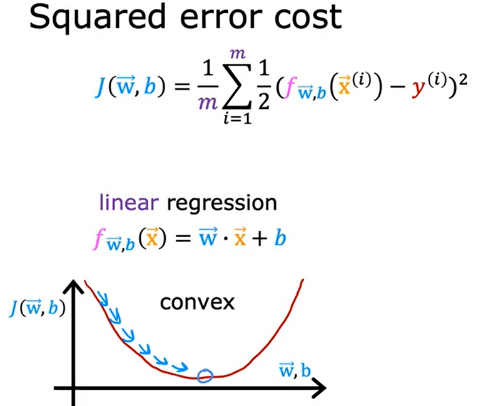 Squared error cost
J(w⃗, b) = 1/m ∑_{i=1}^{m} 1/2 (f_{w⃗,b}(x⃗^{(i)}) − y^{(i)})²
linear regression
f_{w⃗,b}(x⃗) = w⃗ · x⃗ + b
J(w⃗, b)
convex
w⃗, b